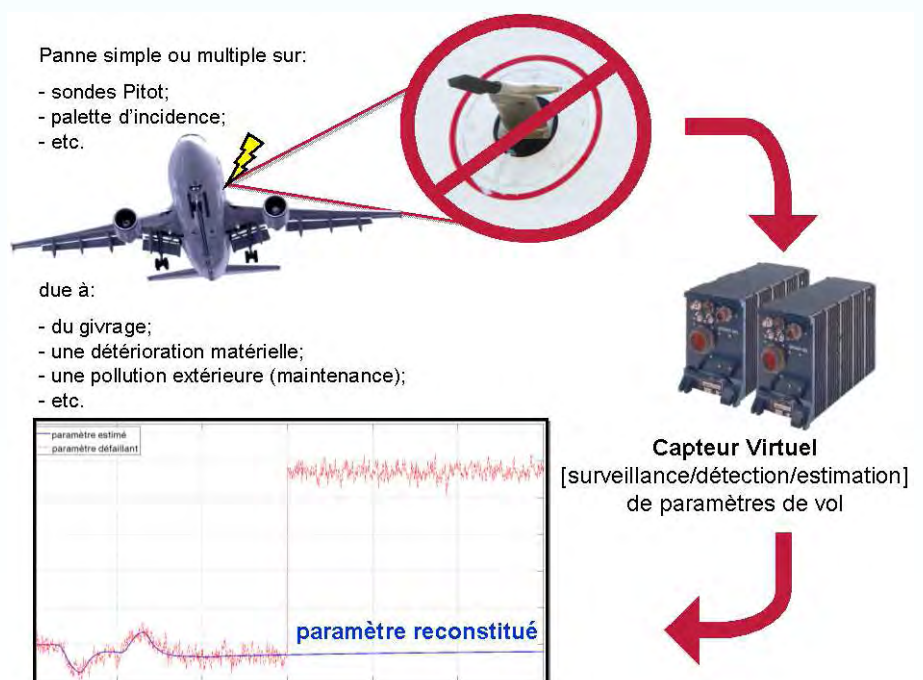 Panne simple ou multiple sur:
- sondes Pitot;
- palette d'incidence;
- etc.
due à:
- du givrage;
- une détérioration matérielle;
- une pollution extérieure (maintenance);
- etc.
Capteur Virtuel
[surveillance/détection/estimation]
de paramètres de vol
paramètre estimé
paramètre défaillant
paramètre reconstitué